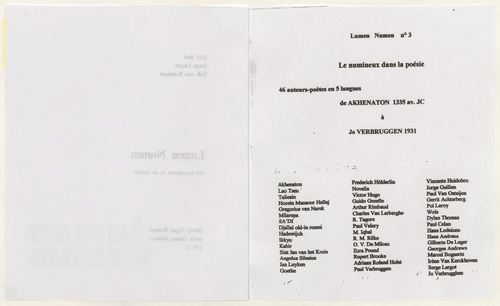 Lumen Numen n° 3
Le numineux dans la poésie
46 auteurs-poètes en 5 langues
de AKHENATON 1335 av. JC
à
Jo VERBRUGGEN 1931
Akhenaton
Lao Tsen
Taliesin
Hoosin Mansour Hallaj
Gregorius van Narek
Milarepa
SA'DI
Djallal old-in roemi
Hadewijch
Ikkyu
Kabir
Sint Jan van het Kruis
Angelus Silesius
Jan Luyken
Goethe
Frederich Hölderlin
Novalis
Victor Hugo
Guido Gezelle
Arthur Rimbaud
Charles Van Lerberghe
R. Tagore
Paul Valery
M. Iqbal
R. M. Rilke
O. V. De Milosz
Ezra Pound
Rupert Brooke
Adriaan Roland Holst
Paul Verbruggen
Vincente Huidobro
Jorge Guillen
Paul Van Ostaijen
Gerrit Achterberg
Pol Leroy
Wols
Dylan Thomas
Paul Celan
Hans Lodeizen
Hans Andreus
Gilberte De Leger
Georges Andrews
Marcel Bogaerts
Irène Van Kerckhoven
Serge Largot
Jo Verbrugghen
Lumen Numen